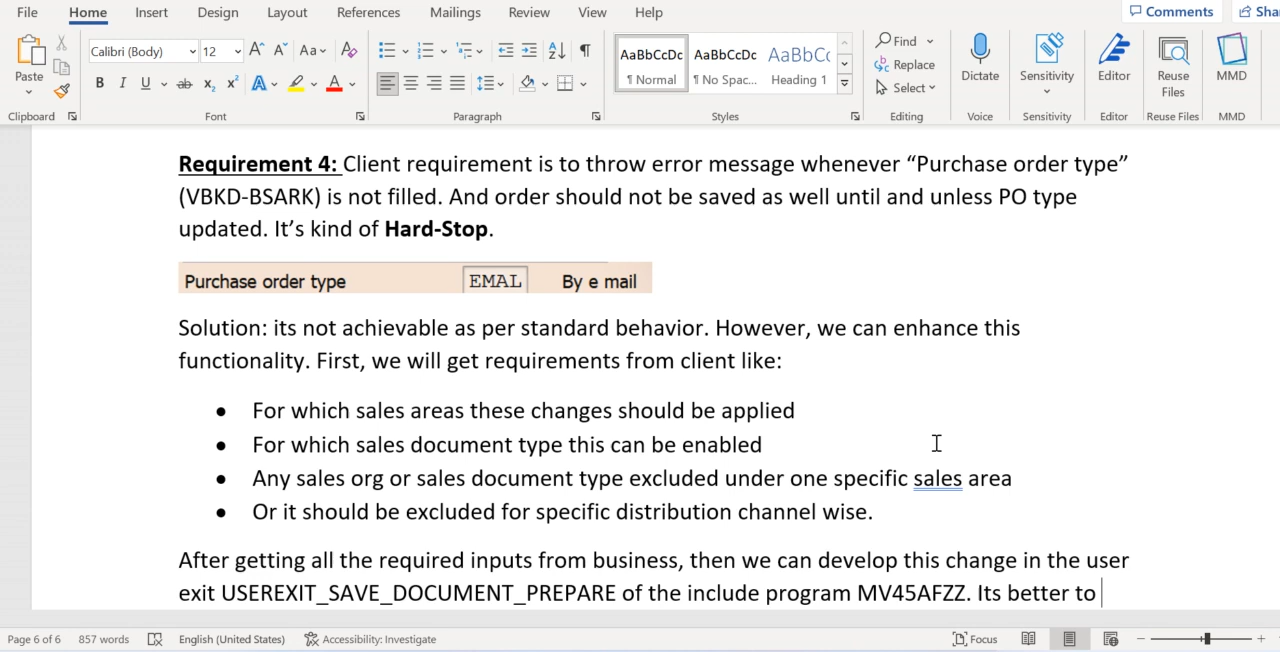 File Home Insert Design Layout References Mailings Review View Help Comments
Calibri (Body) 12 Aa AaBbCcDc AaBbCcDc Find
Paste Normal No Spac... Heading 1 Replace Dictate Sensitivity Editor Reuse Files MMD
Select
Clipboard Font Paragraph Styles Editing Voice Sensitivity Editor Reuse Files MMD
Requirement 4: Client requirement is to throw error message whenever “Purchase order type”
(VBKD-BSARK) is not filled. And order should not be saved as well until and unless PO type
updated. It’s kind of Hard-Stop.
Purchase order type EMAL By e mail
Solution: its not achievable as per standard behavior. However, we can enhance this
functionality. First, we will get requirements from client like:
• For which sales areas these changes should be applied
• For which sales document type this can be enabled
• Any sales org or sales document type excluded under one specific sales area
• Or it should be excluded for specific distribution channel wise.
After getting all the required inputs from business, then we can develop this change in the user
exit USEREXIT_SAVE_DOCUMENT_PREPARE of the include program MV45AFZZ. Its better to
Page 6 of 6 857 words English (United States) Accessibility: Investigate Focus